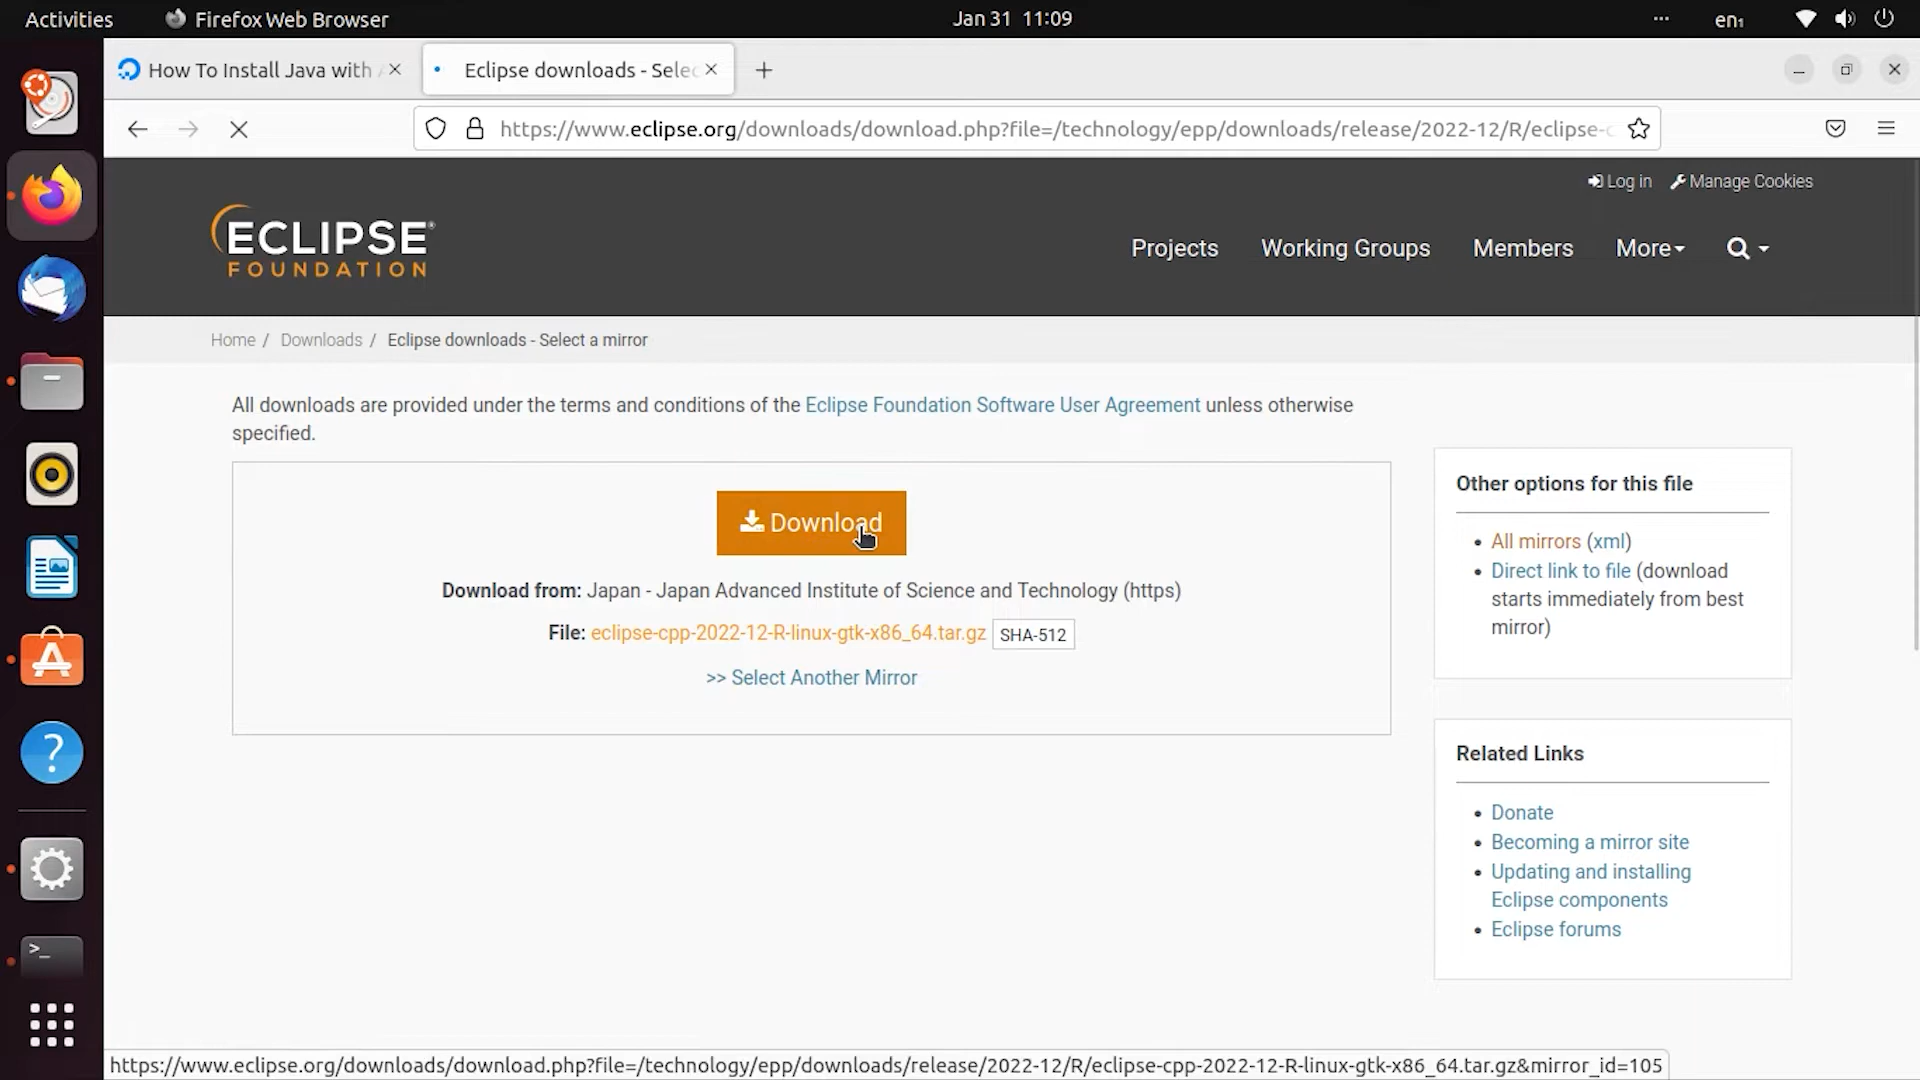 Activities
Firefox Web Browser
Jan 31 11:09
en₁
How To Install Java with A
Eclipse downloads - Selec
https://www.eclipse.org/downloads/download.php?file=/technology/epp/downloads/release/2022-12/R/eclipse-c
Log in
Manage Cookies
ECLIPSE®
FOUNDATION
Projects
Working Groups
Members
More
Home / Downloads / Eclipse downloads - Select a mirror
All downloads are provided under the terms and conditions of the Eclipse Foundation Software User Agreement unless otherwise
specified.
Download
Download from: Japan - Japan Advanced Institute of Science and Technology (https)
File: eclipse-cpp-2022-12-R-linux-gtk-x86_64.tar.gz SHA-512
>> Select Another Mirror
Other options for this file
• All mirrors (xml)
• Direct link to file (download
starts immediately from best
mirror)
Related Links
• Donate
• Becoming a mirror site
• Updating and installing
Eclipse components
• Eclipse forums
https://www.eclipse.org/downloads/download.php?file=/technology/epp/downloads/release/2022-12/R/eclipse-cpp-2022-12-R-linux-gtk-x86_64.tar.gz&mirror_id=105